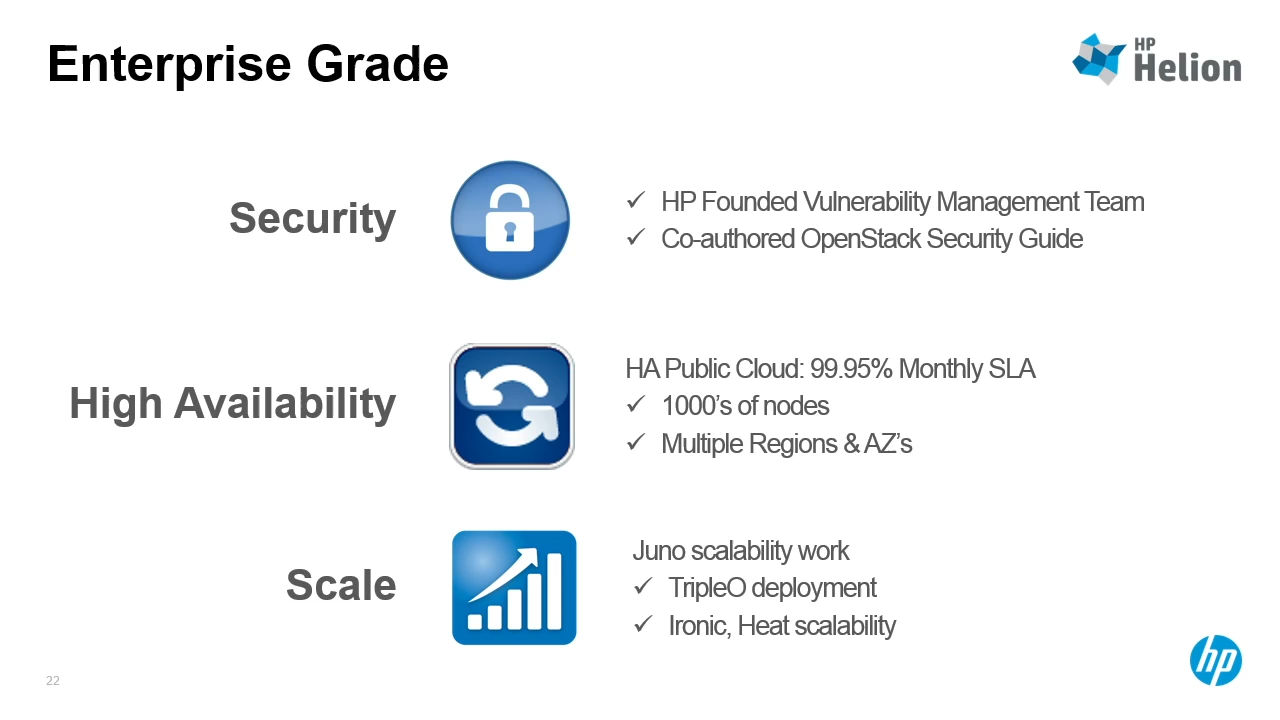 Enterprise Grade
HP
Helion
Security
✓ HP Founded Vulnerability Management Team
✓ Co-authored OpenStack Security Guide
High Availability
HA Public Cloud: 99.95% Monthly SLA
✓ 1000’s of nodes
✓ Multiple Regions & AZ’s
Scale
Juno scalability work
✓ TripleO deployment
✓ Ironic, Heat scalability
22
hp